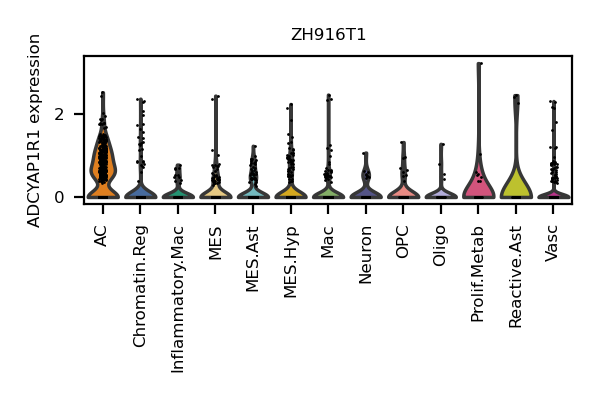 ZH916T1
ADCYAP1R1 expression
2
0
AC
Chromatin.Reg
Inflammatory.Mac
MES
MES.Ast
MES.Hyp
Mac
Neuron
OPC
Oligo
Prolif.Metab
Reactive.Ast
Vasc